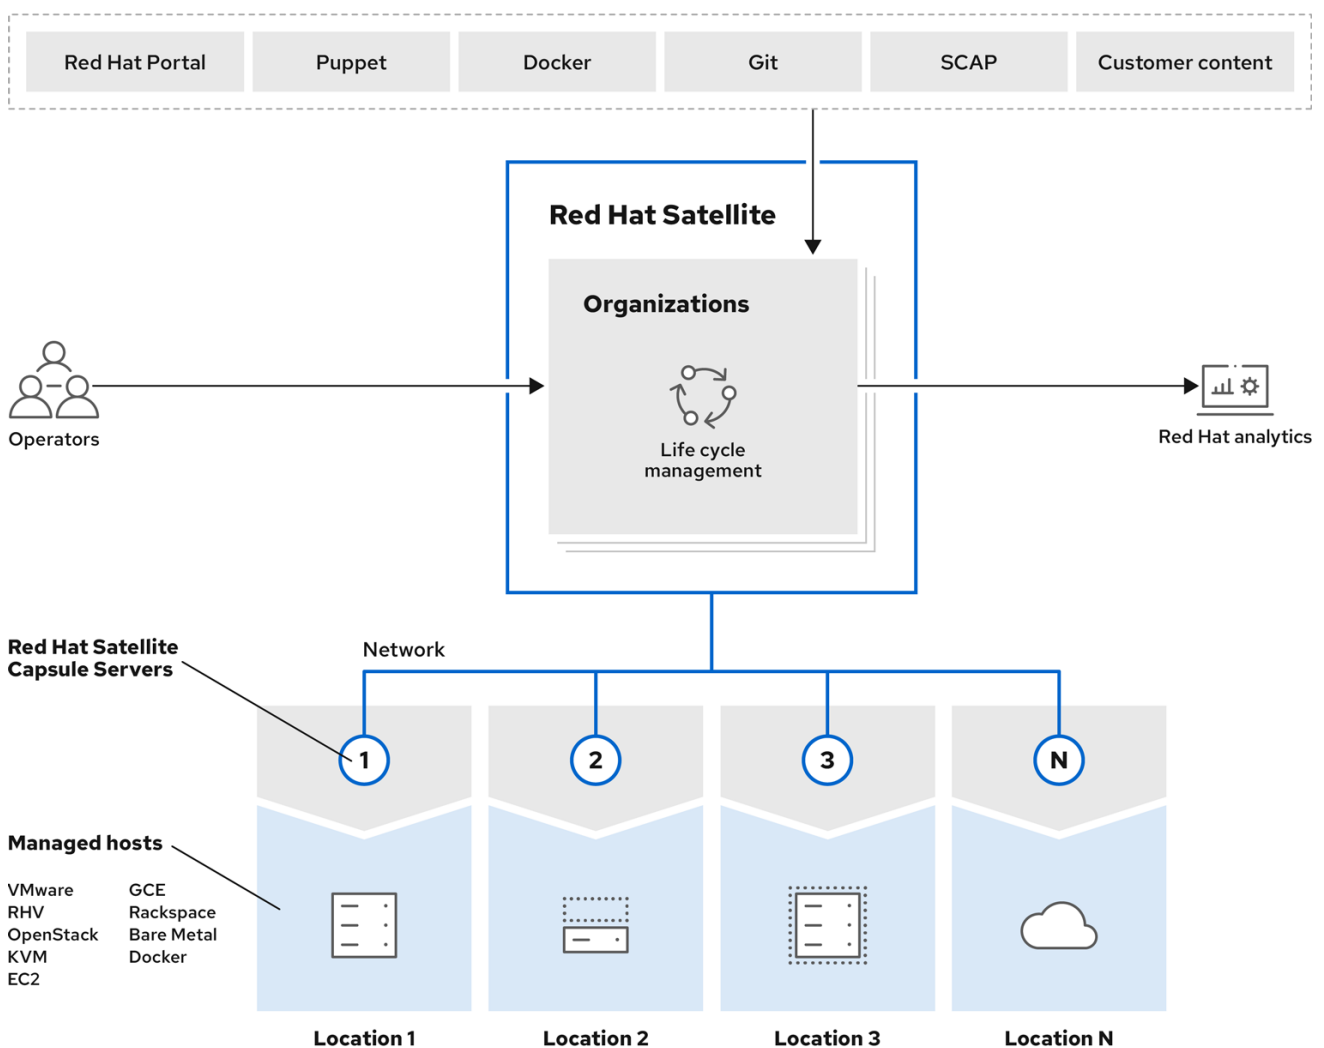 Red Hat Portal
Puppet
Docker
Git
SCAP
Customer content
Red Hat Satellite
Organizations
Life cycle
management
Operators
Red Hat analytics
Red Hat Satellite
Capsule Servers
Network
1
2
3
N
Managed hosts
VMware
RHV
OpenStack
KVM
EC2
GCE
Rackspace
Bare Metal
Docker
Location 1
Location 2
Location 3
Location N